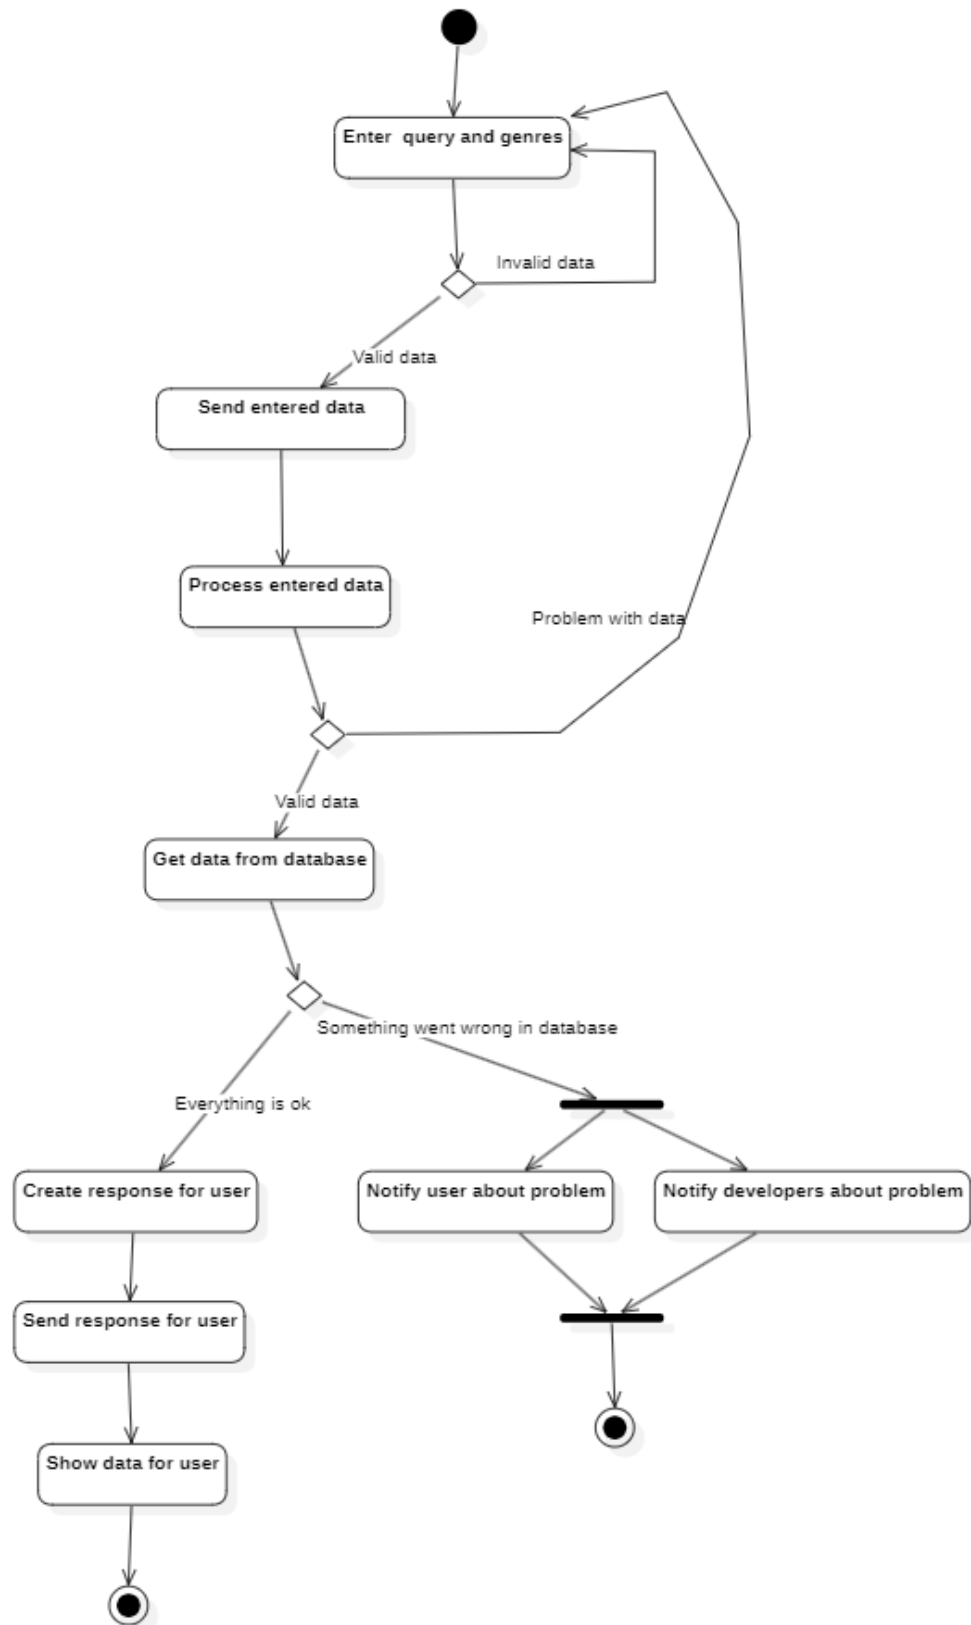 Enter  query and genres
Invalid data
Valid data
Send entered data
Process entered data
Problem with data
Valid data
Get data from database
Something went wrong in database
Everything is ok
Create response for user
Notify user about problem
Notify developers about problem
Send response for user
Show data for user